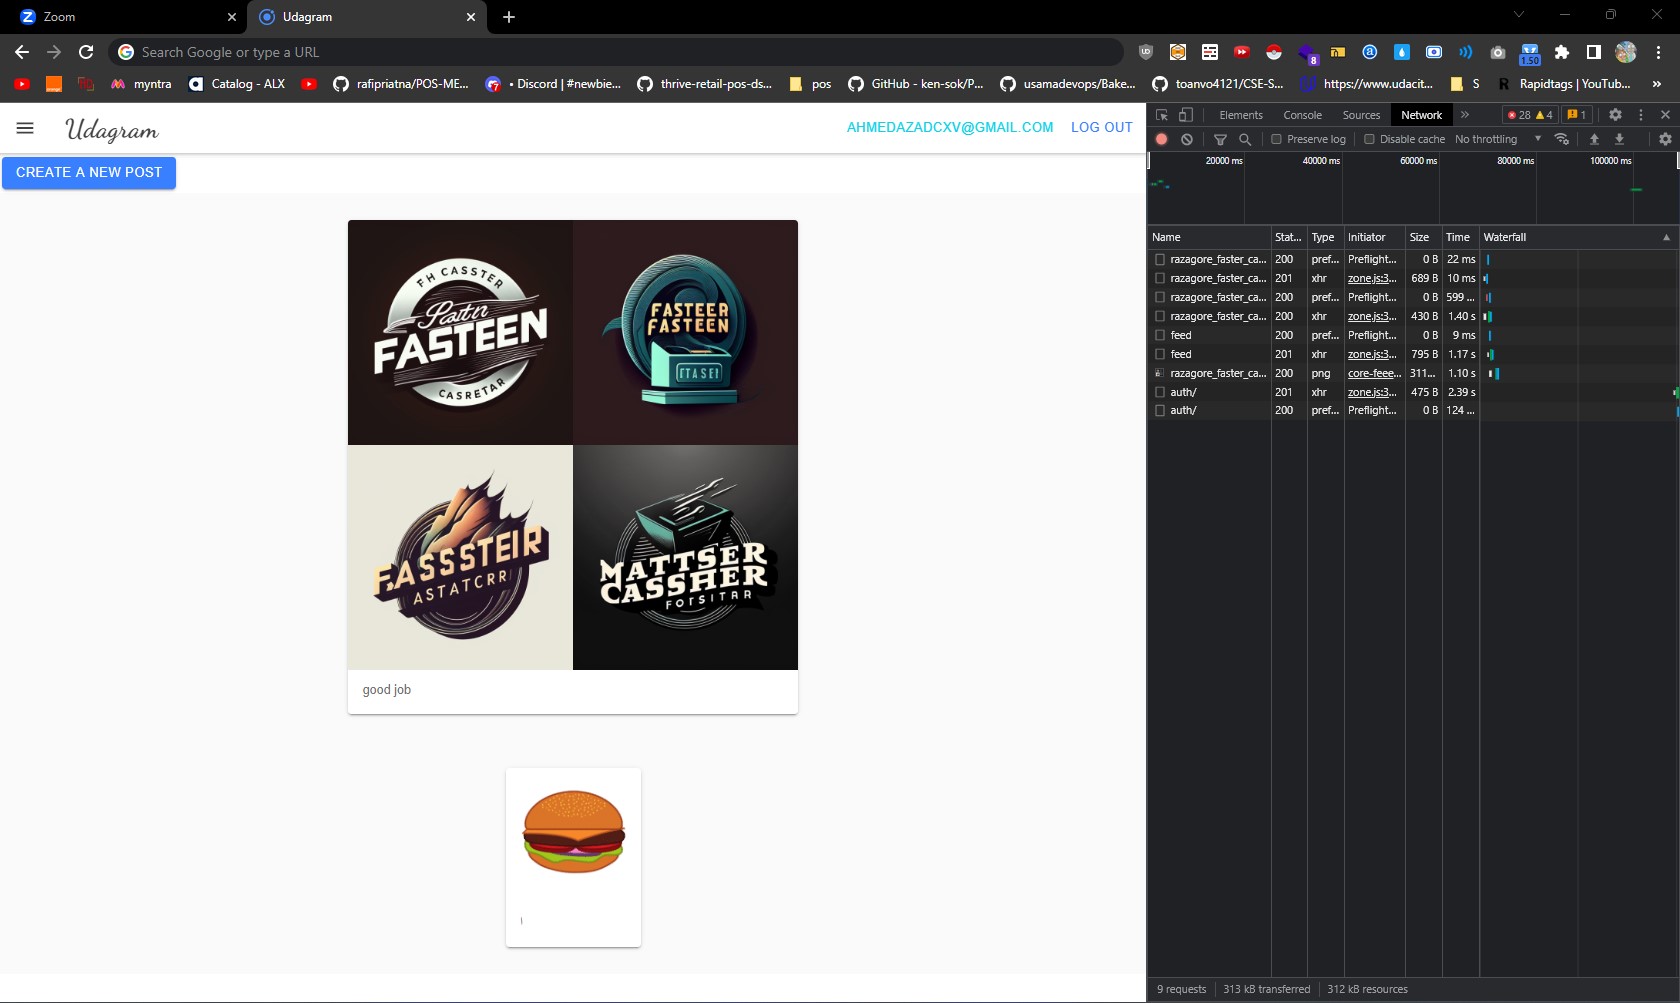 Zoom
Udagram
Search Google or type a URL
8
1.50
myntra
Catalog - ALX
rafipriatna/POS-ME...
• Discord | #newbie...
thrive-retail-pos-ds...
pos
GitHub - ken-sok/P...
usamadevops/Bake...
toanvo4121/CSE-S...
https://www.udacit...
S
Rapidtags | YouTub...
»
Udagram
AHMEDAZADCXV@GMAIL.COM
LOG OUT
CREATE A NEW POST
FH CASSTER
FASTEEN
CASRETAR
FASTEER
FASTEEN
FASSSTEIR
ASTATCRR
MATTSER
CASSHER
good job
Elements Console Sources Network » 28 4 1
Preserve log Disable cache No throttling
20000 ms 40000 ms 60000 ms 80000 ms 100000 ms
Name Stat... Type Initiator Size Time Waterfall
razagore_faster_ca... 200 pref... Preflight... 0 B 22 ms
razagore_faster_ca... 201 xhr zone.js:3... 689 B 10 ms
razagore_faster_ca... 200 pref... Preflight... 0 B 599 ...
razagore_faster_ca... 200 xhr zone.js:3... 430 B 1.40 s
feed 200 pref... Preflight... 0 B 9 ms
feed 201 xhr zone.js:3... 795 B 1.17 s
razagore_faster_ca... 200 png core-feee... 311... 1.10 s
auth/ 201 xhr zone.js:3... 475 B 2.39 s
auth/ 200 pref... Preflight... 0 B 124 ...
9 requests 313 kB transferred 312 kB resources